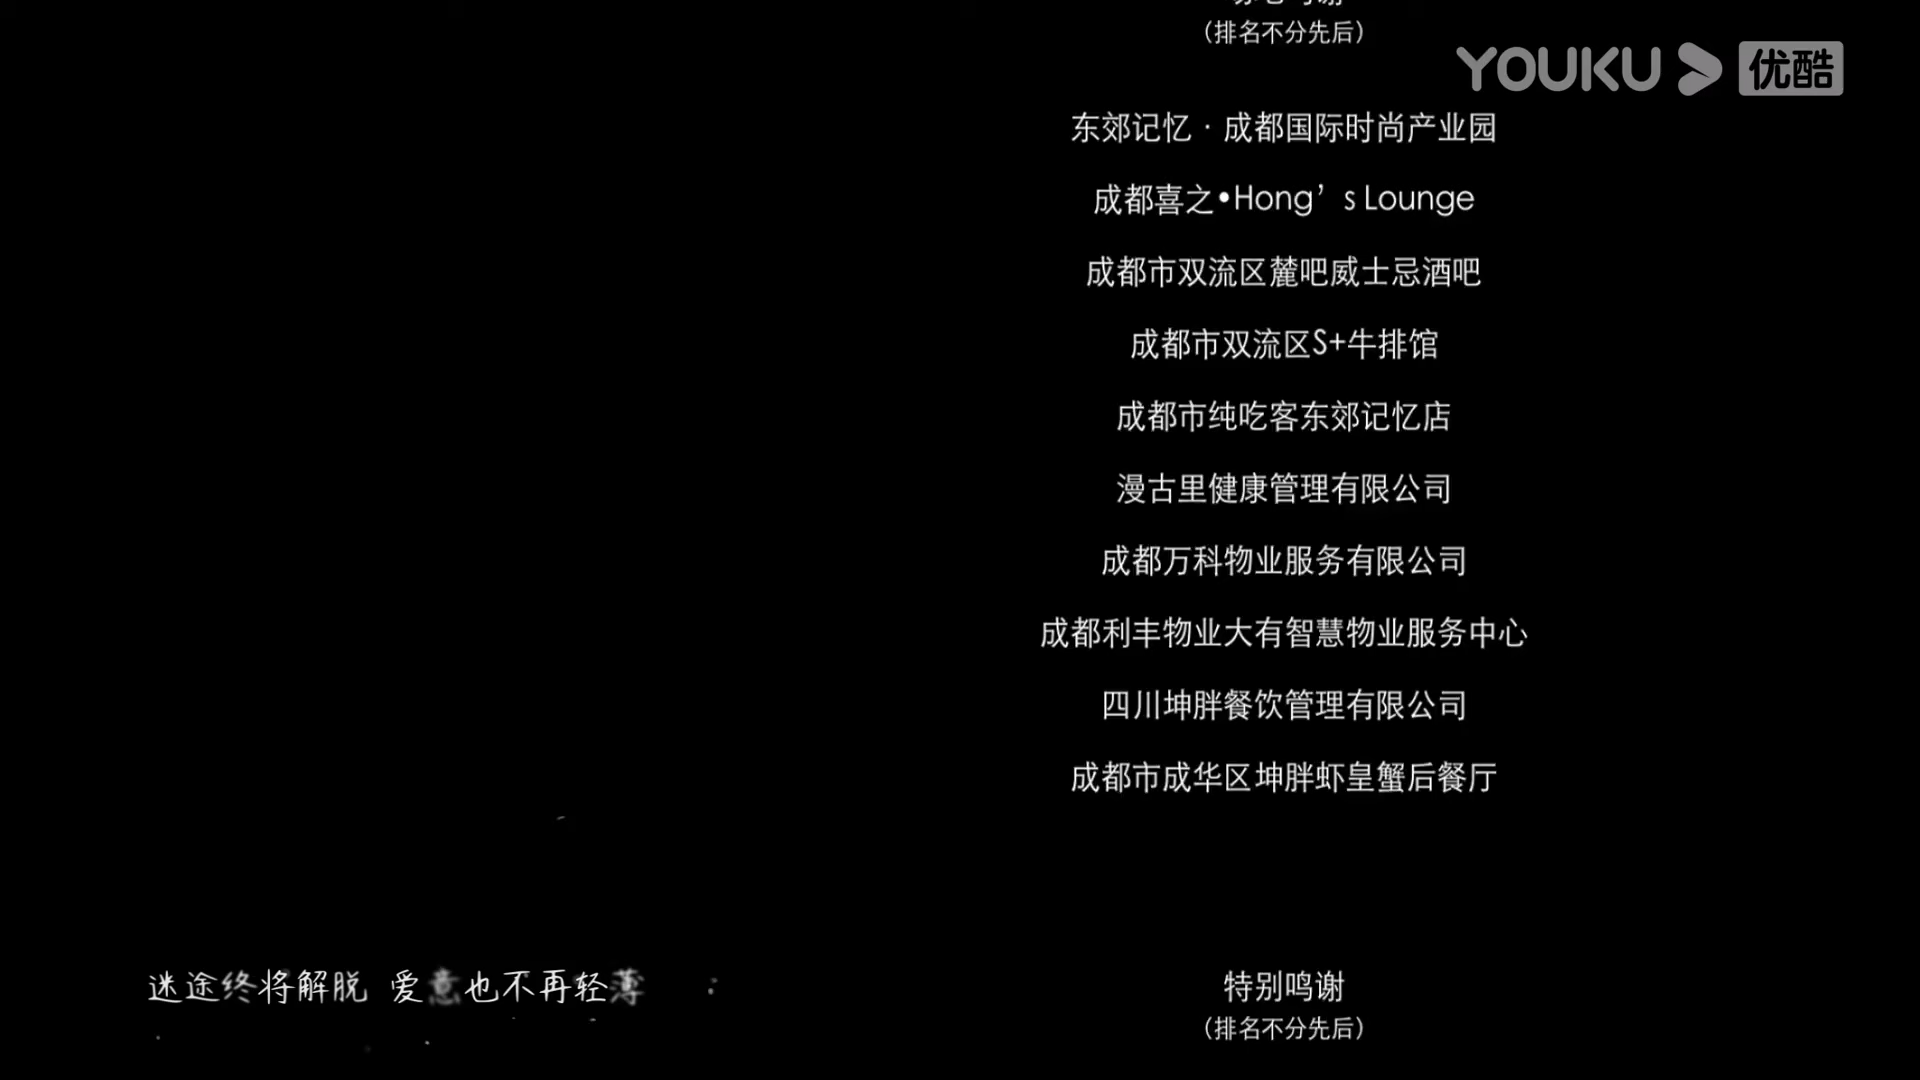 (排名不分先后)
YOUKU 优酷
东郊记忆·成都国际时尚产业园
成都喜之•Hong’s Lounge
成都市双流区麓吧威士忌酒吧
成都市双流区S+牛排馆
成都市纯吃客东郊记忆店
漫古里健康管理有限公司
成都万科物业服务有限公司
成都利丰物业大有智慧物业服务中心
四川坤胖餐饮管理有限公司
成都市成华区坤胖虾皇蟹后餐厅
迷途终将解脱 爱意也不再轻薄
特别鸣谢
(排名不分先后)